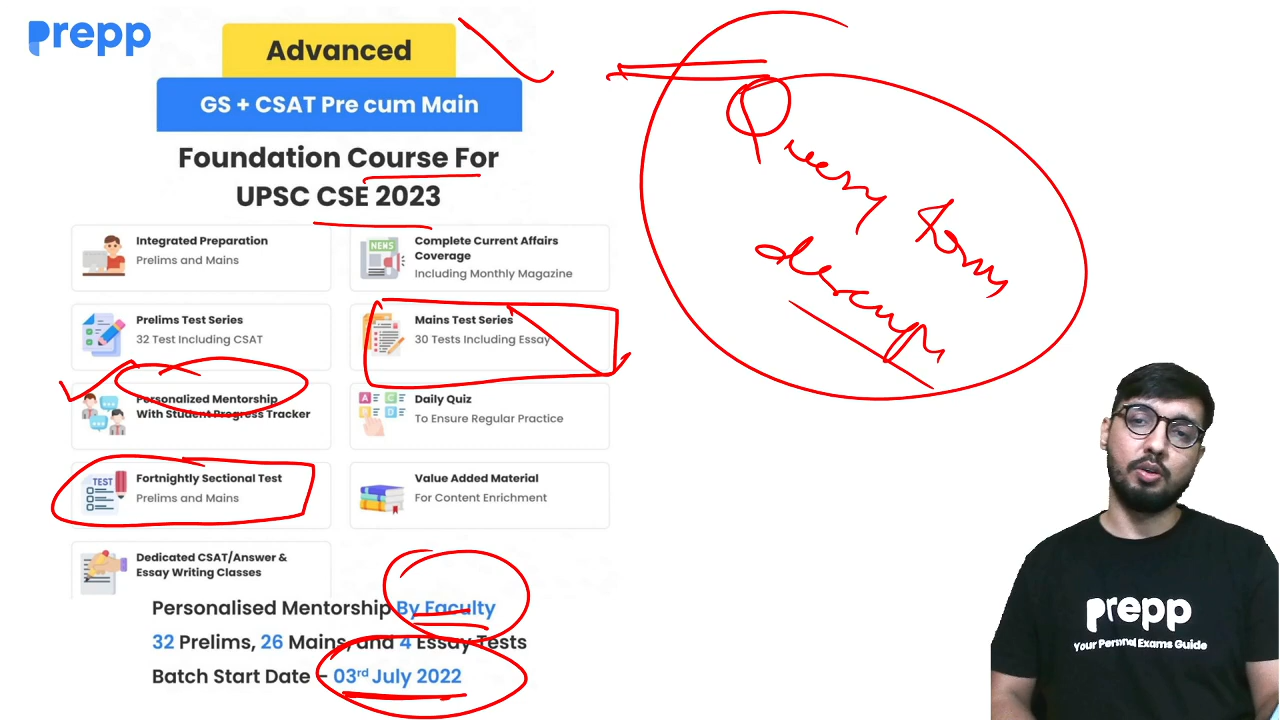 prepp
Advanced
GS + CSAT Pre cum Main
Foundation Course For
UPSC CSE 2023
Integrated Preparation
Prelims and Mains
Complete Current Affairs
Coverage
Including Monthly Magazine
NEWS
Prelims Test Series
32 Test Including CSAT
Mains Test Series
30 Tests Including Essay
Personalized Mentorship
With Student Progress Tracker
A C E
B D
Daily Quiz
To Ensure Regular Practice
TEST
Fortnightly Sectional Test
Prelims and Mains
Value Added Material
For Content Enrichment
Dedicated CSAT/Answer &
Essay Writing Classes
Personalised Mentorship By Faculty
32 Prelims, 26 Mains, and 4 Essay Tests
Batch Start Date - 03rd July 2022
Query form
prepp
Your Personal Exams Guide